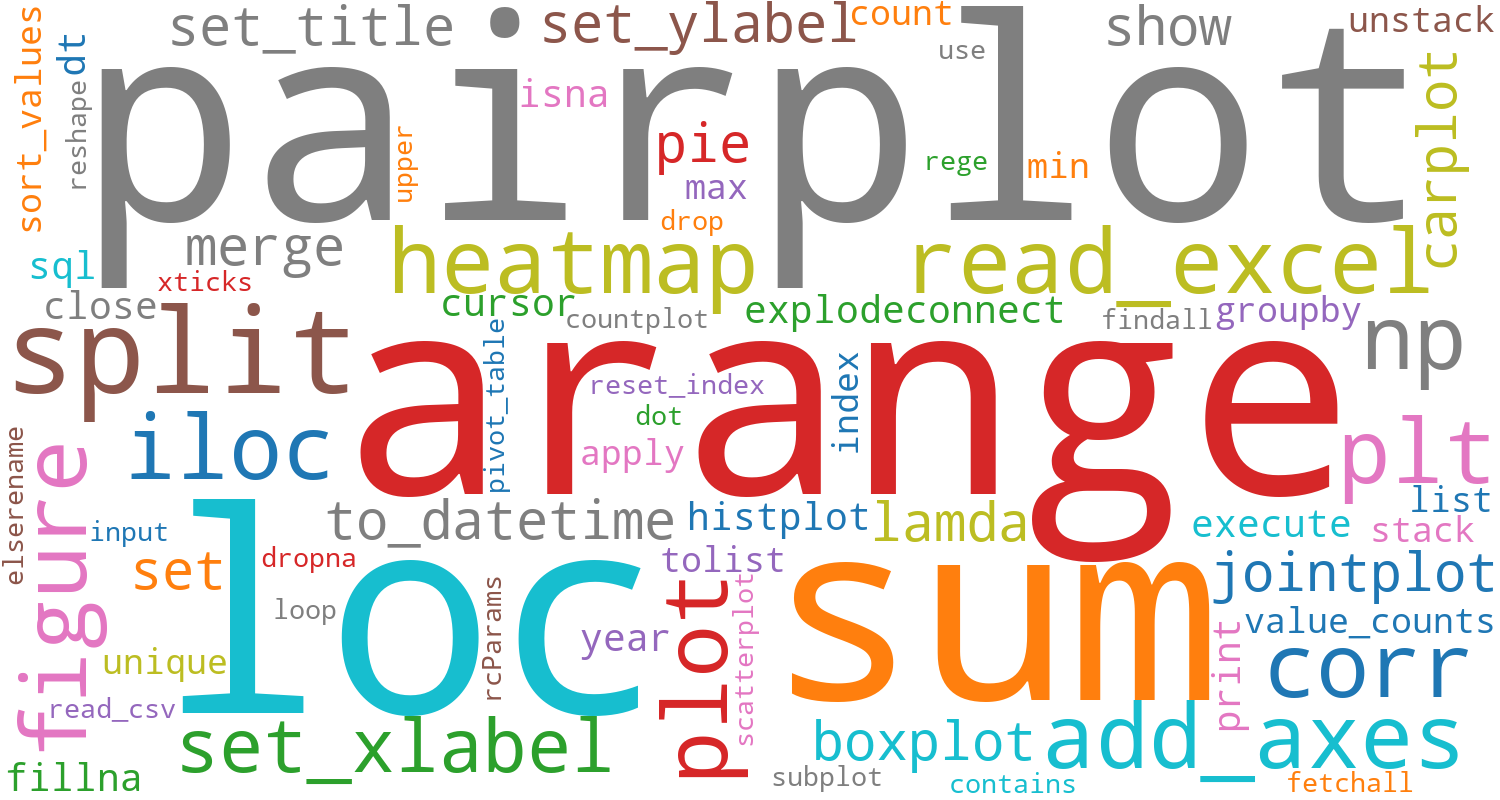 set_title
set_ylabel
count
show
unstack
sort_values
dt
use
pairplot
reshape
isna
upper
pie
rege
min
carplot
max
drop
merge
heatmap
read_excel
sql
xticks
close
cursor
countplot
explodeconnect
findall
groupby
np
split
arange
pivot_table
reset_index
index
dot
apply
iloc
plt
elserename
figure
list
to_datetime
histplot
lamda
execute
stack
input
set
dropna
tolist
jointplot
loc
sum
loop
rcParams
year
plot
scatterplot
print
value_counts
unique
corr
read_csv
set_xlabel
boxplot
add_axes
fillna
subplot
contains
fetchall